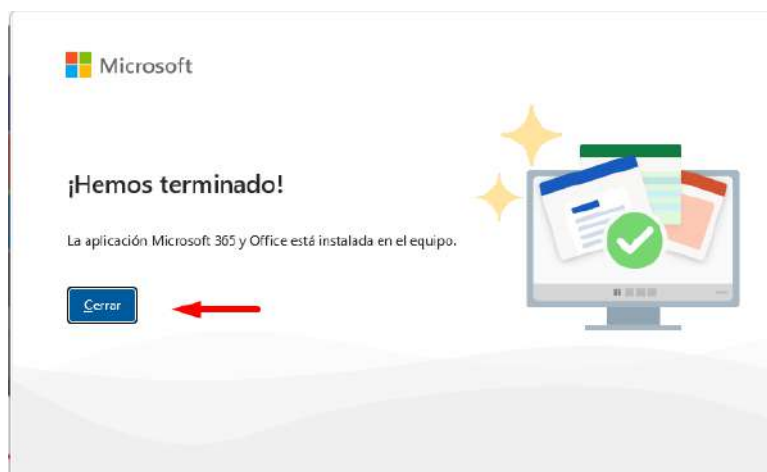 Microsoft
¡Hemos terminado!
La aplicación Microsoft 365 y Office está instalada en el equipo.
Cerrar